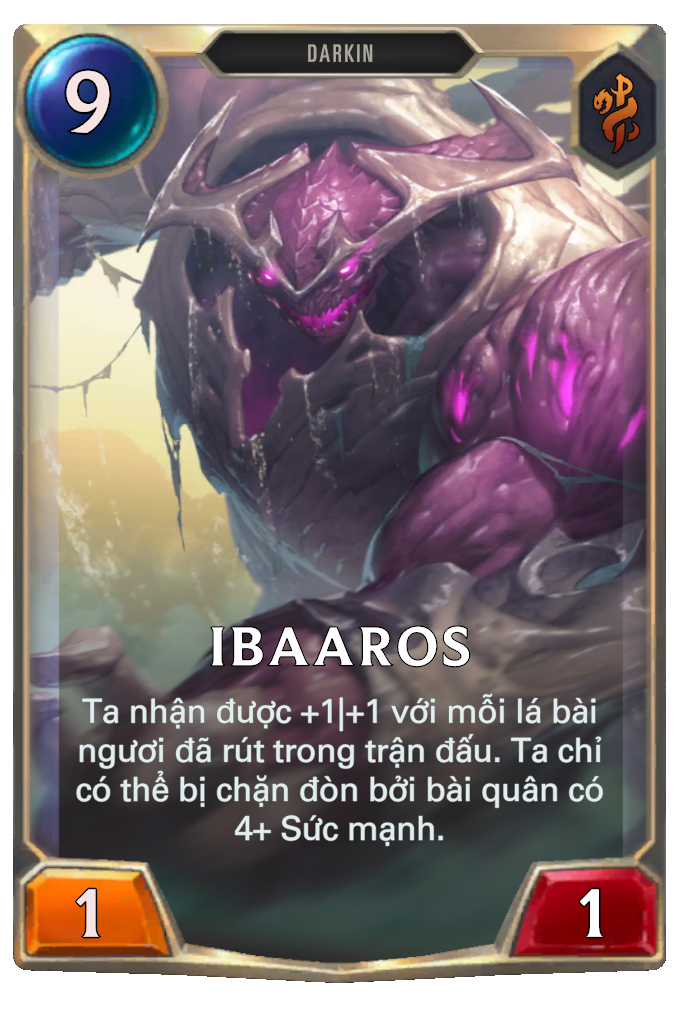 9
DARKIN
IBAAROS
Ta nhận được +1|+1 với mỗi lá bài
ngươi đã rút trong trận đấu. Ta chỉ
có thể bị chặn đòn bởi bài quân có
4+ Sức mạnh.
1
1